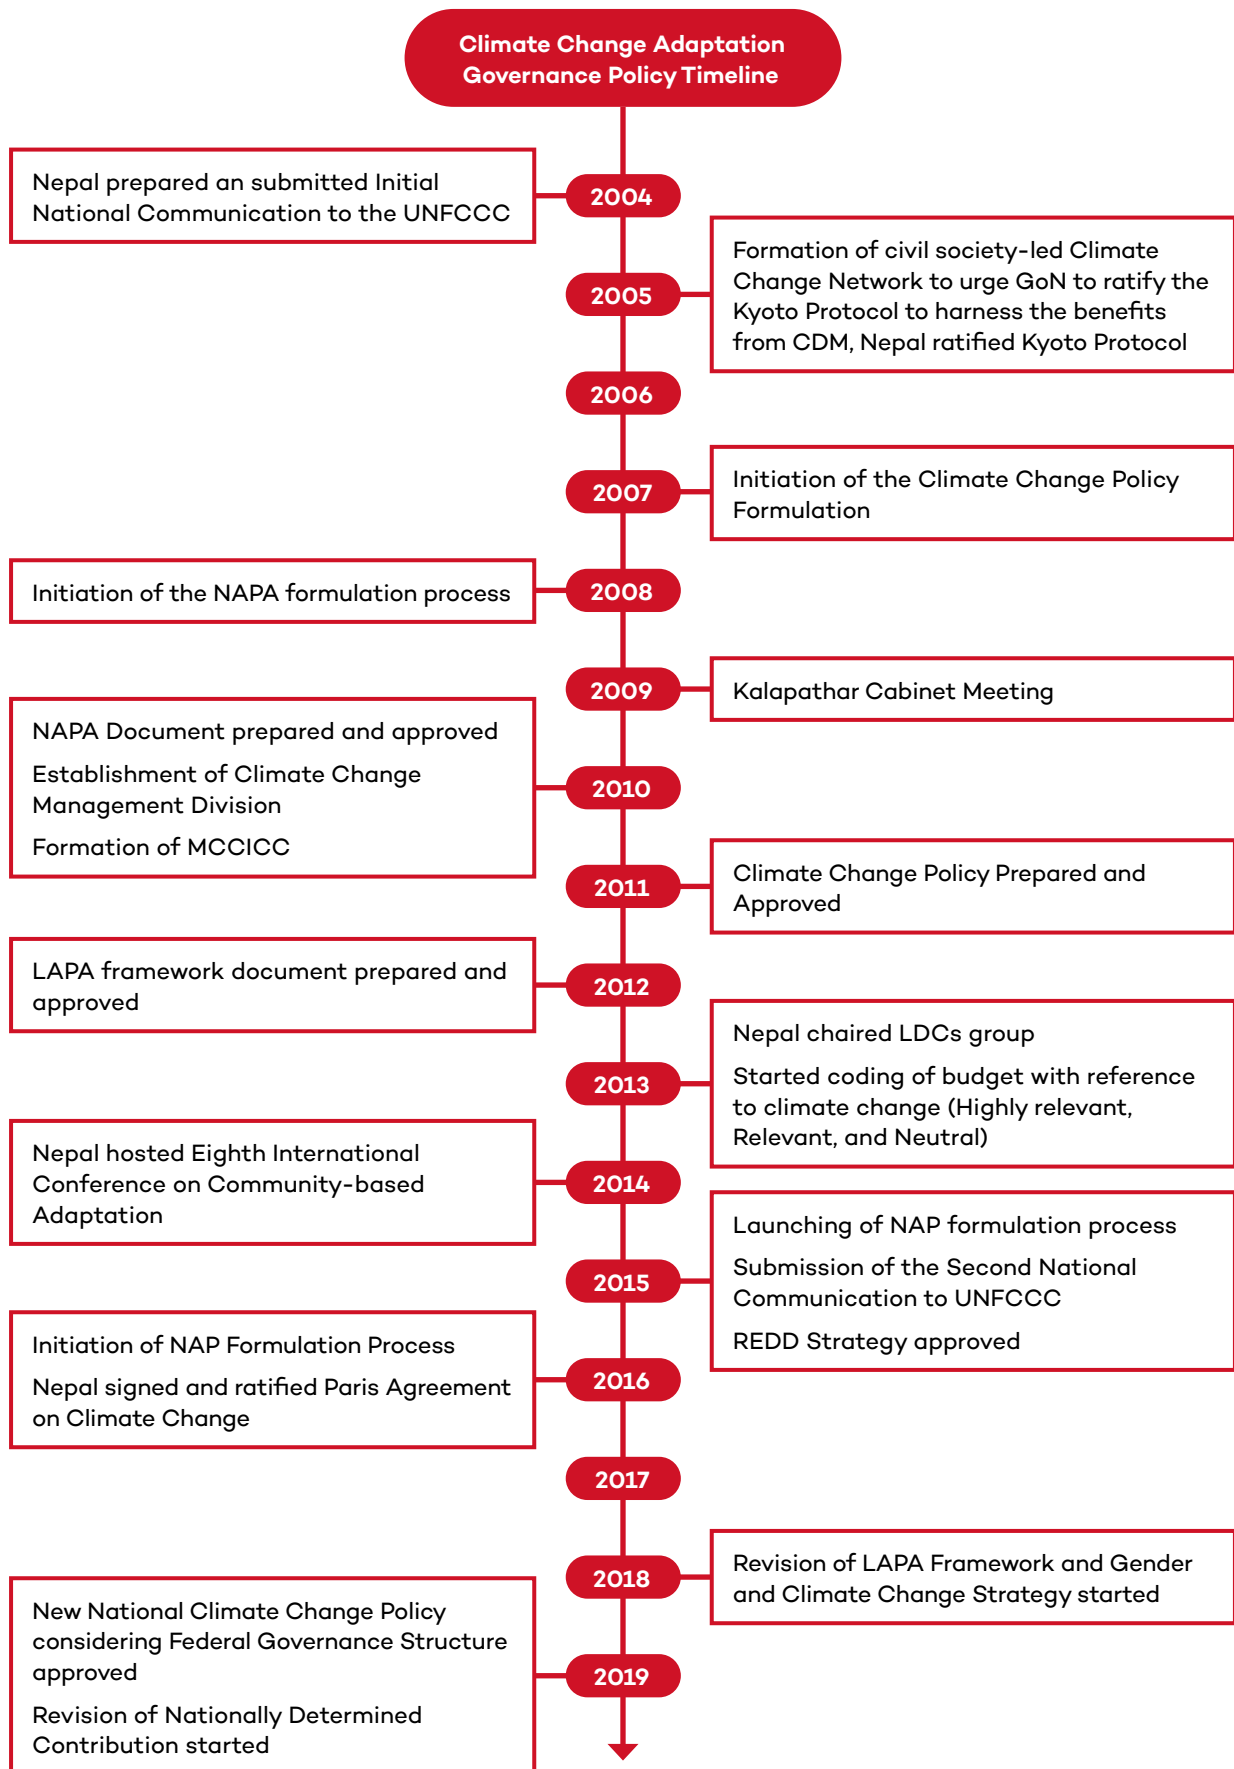 Climate Change Adaptation
Governance Policy Timeline
2004
Nepal prepared an submitted Initial
National Communication to the UNFCCC
2005
Formation of civil society-led Climate
Change Network to urge GoN to ratify the
Kyoto Protocol to harness the benefits
from CDM, Nepal ratified Kyoto Protocol
2006
2007
Initiation of the Climate Change Policy
Formulation
2008
Initiation of the NAPA formulation process
2009
Kalapathar Cabinet Meeting
2010
NAPA Document prepared and approved
Establishment of Climate Change
Management Division
Formation of MCCICC
2011
Climate Change Policy Prepared and
Approved
2012
LAPA framework document prepared and
approved
2013
Nepal chaired LDCs group
Started coding of budget with reference
to climate change (Highly relevant,
Relevant, and Neutral)
2014
Nepal hosted Eighth International
Conference on Community-based
Adaptation
2015
Launching of NAP formulation process
Submission of the Second National
Communication to UNFCCC
REDD Strategy approved
2016
Initiation of NAP Formulation Process
Nepal signed and ratified Paris Agreement
on Climate Change
2017
2018
Revision of LAPA Framework and Gender
and Climate Change Strategy started
2019
New National Climate Change Policy
considering Federal Governance Structure
approved
Revision of Nationally Determined
Contribution started